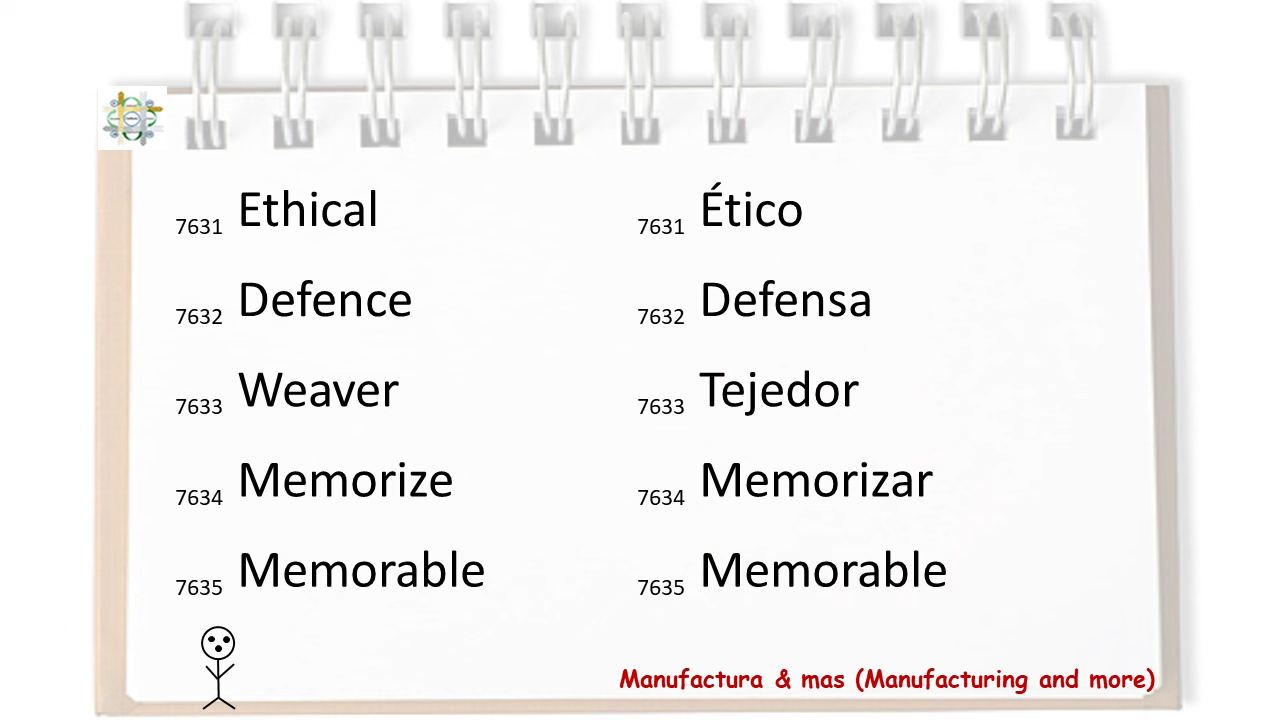 7631 Ethical 7631 Ético
7632 Defence 7632 Defensa
7633 Weaver 7633 Tejedor
7634 Memorize 7634 Memorizar
7635 Memorable 7635 Memorable
Manufactura & mas (Manufacturing and more)